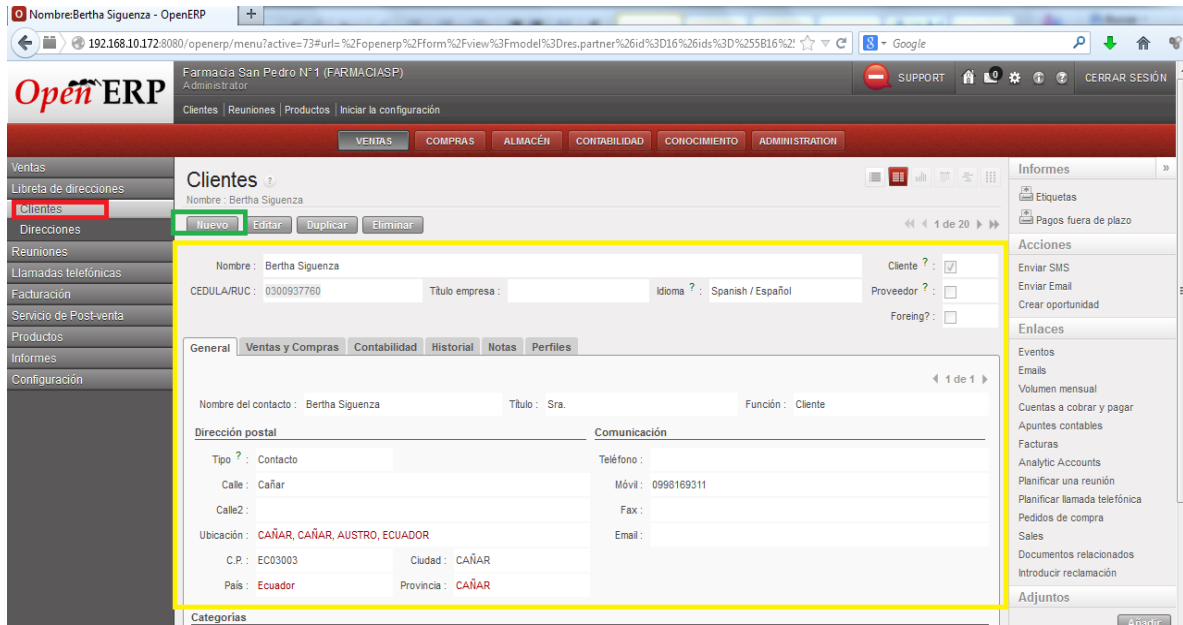 Nombre:Bertha Siguenza - OpenERP
192.168.10.172:8080/openerp/menu?active=73#url=%2Fopenerp%2Fform%2Fview%3Fmodel%3Dres.partner%26id%3D16%26ids%3D%255B16%2!
Google
Open ERP
Farmacia San Pedro N°1 (FARMACIASP)
Administrator
SUPPORT
0
CERRAR SESIÓN
Clientes | Reuniones | Productos | Iniciar la configuración
VENTAS COMPRAS ALMACÉN CONTABILIDAD CONOCIMIENTO ADMINISTRATION
Ventas
Libreta de direcciones
Clientes
Direcciones
Reuniones
Llamadas telefónicas
Facturación
Servicio de Post-venta
Productos
Informes
Configuración
Clientes ?
Nombre : Bertha Siguenza
Nuevo Editar Duplicar Eliminar
1 de 20
Nombre : Bertha Siguenza
Cliente ? :
CEDULA/RUC : 0300937760 Título empresa : Idioma ? : Spanish / Español Proveedor ? :
Foreing? :
General Ventas y Compras Contabilidad Historial Notas Perfiles
1 de 1
Nombre del contacto : Bertha Siguenza Título : Sra. Función : Cliente
Dirección postal
Tipo ? : Contacto
Calle : Cañar
Calle2 :
Ubicación : CAÑAR, CAÑAR, AUSTRO, ECUADOR
C.P. : EC03003 Ciudad : CAÑAR
País : Ecuador Provincia : CAÑAR
Comunicación
Teléfono :
Móvil : 0998169311
Fax :
Email :
Categorías
Informes »
Etiquetas
Pagos fuera de plazo
Acciones
Enviar SMS
Enviar Email
Crear oportunidad
Enlaces
Eventos
Emails
Volumen mensual
Cuentas a cobrar y pagar
Apuntes contables
Facturas
Analytic Accounts
Planificar una reunión
Planificar llamada telefónica
Pedidos de compra
Sales
Documentos relacionados
Introducir reclamación
Adjuntos
Añadir